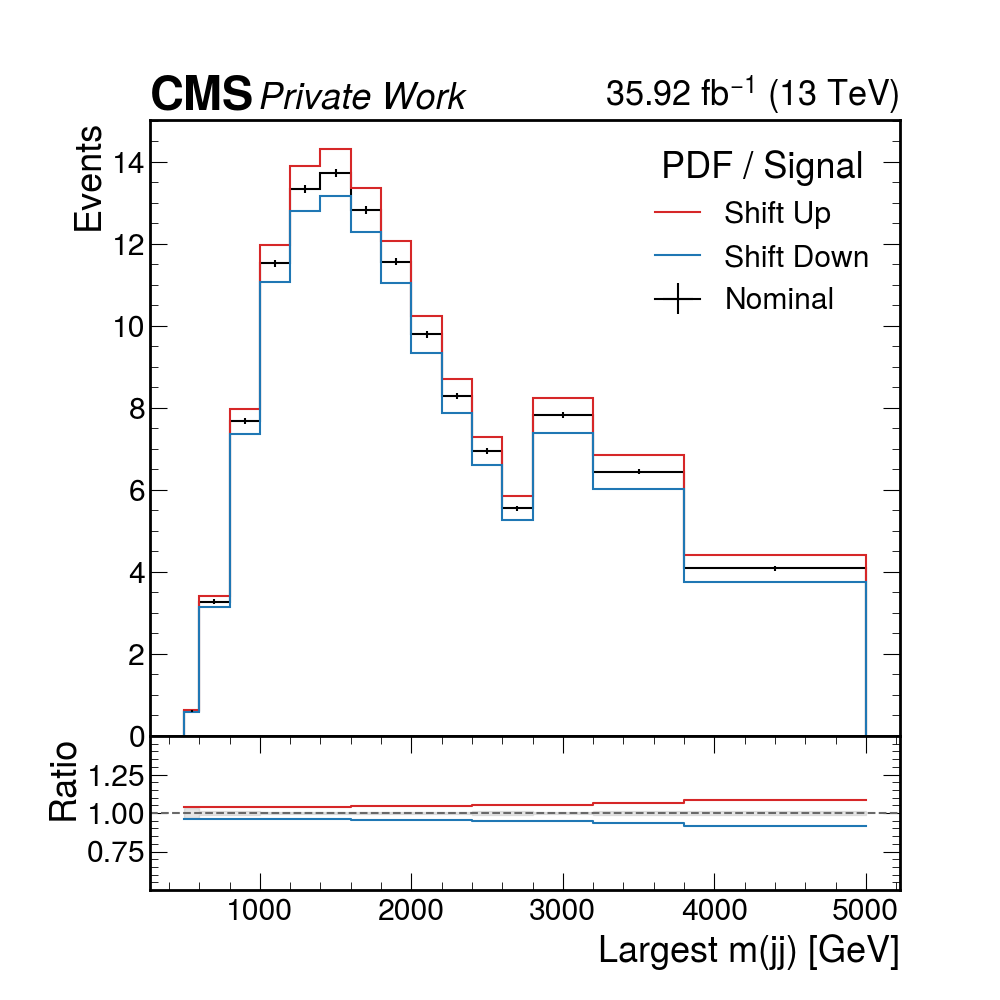 CMS Private Work 35.92 fb⁻¹ (13 TeV)
Events
14
12
10
8
6
4
2
0
PDF / Signal
Shift Up
Shift Down
Nominal
Ratio
1.25
1.00
0.75
1000 2000 3000 4000 5000
Largest m(jj) [GeV]